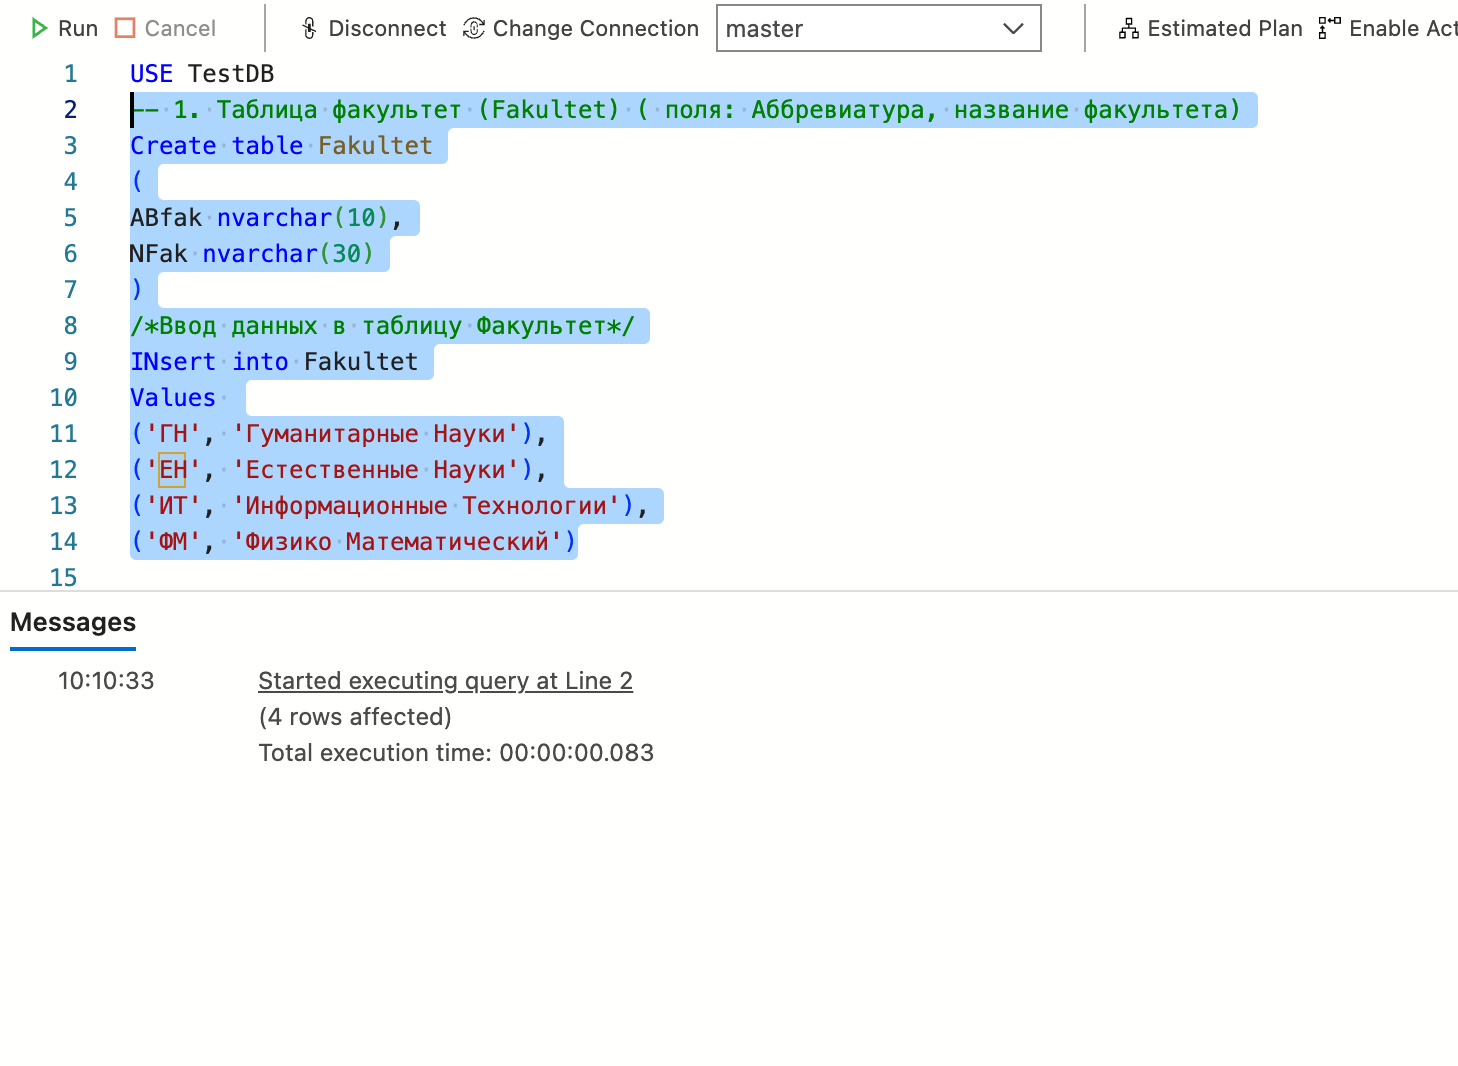 Run Cancel Disconnect Change Connection master Estimated Plan Enable Act
1 USE TestDB
2 -- 1. Таблица факультет (Fakultet) ( поля: Аббревиатура, название факультета)
3 Create table Fakultet
4 (
5 ABfak nvarchar(10),
6 NFak nvarchar(30)
7 )
8 /*Ввод данных в таблицу Факультет*/
9 INsert into Fakultet
10 Values
11 ('ГН', 'Гуманитарные Науки'),
12 ('ЕН', 'Естественные Науки'),
13 ('ИТ', 'Информационные Технологии'),
14 ('ФМ', 'Физико Математический')
15
Messages
10:10:33 Started executing query at Line 2
(4 rows affected)
Total execution time: 00:00:00.083